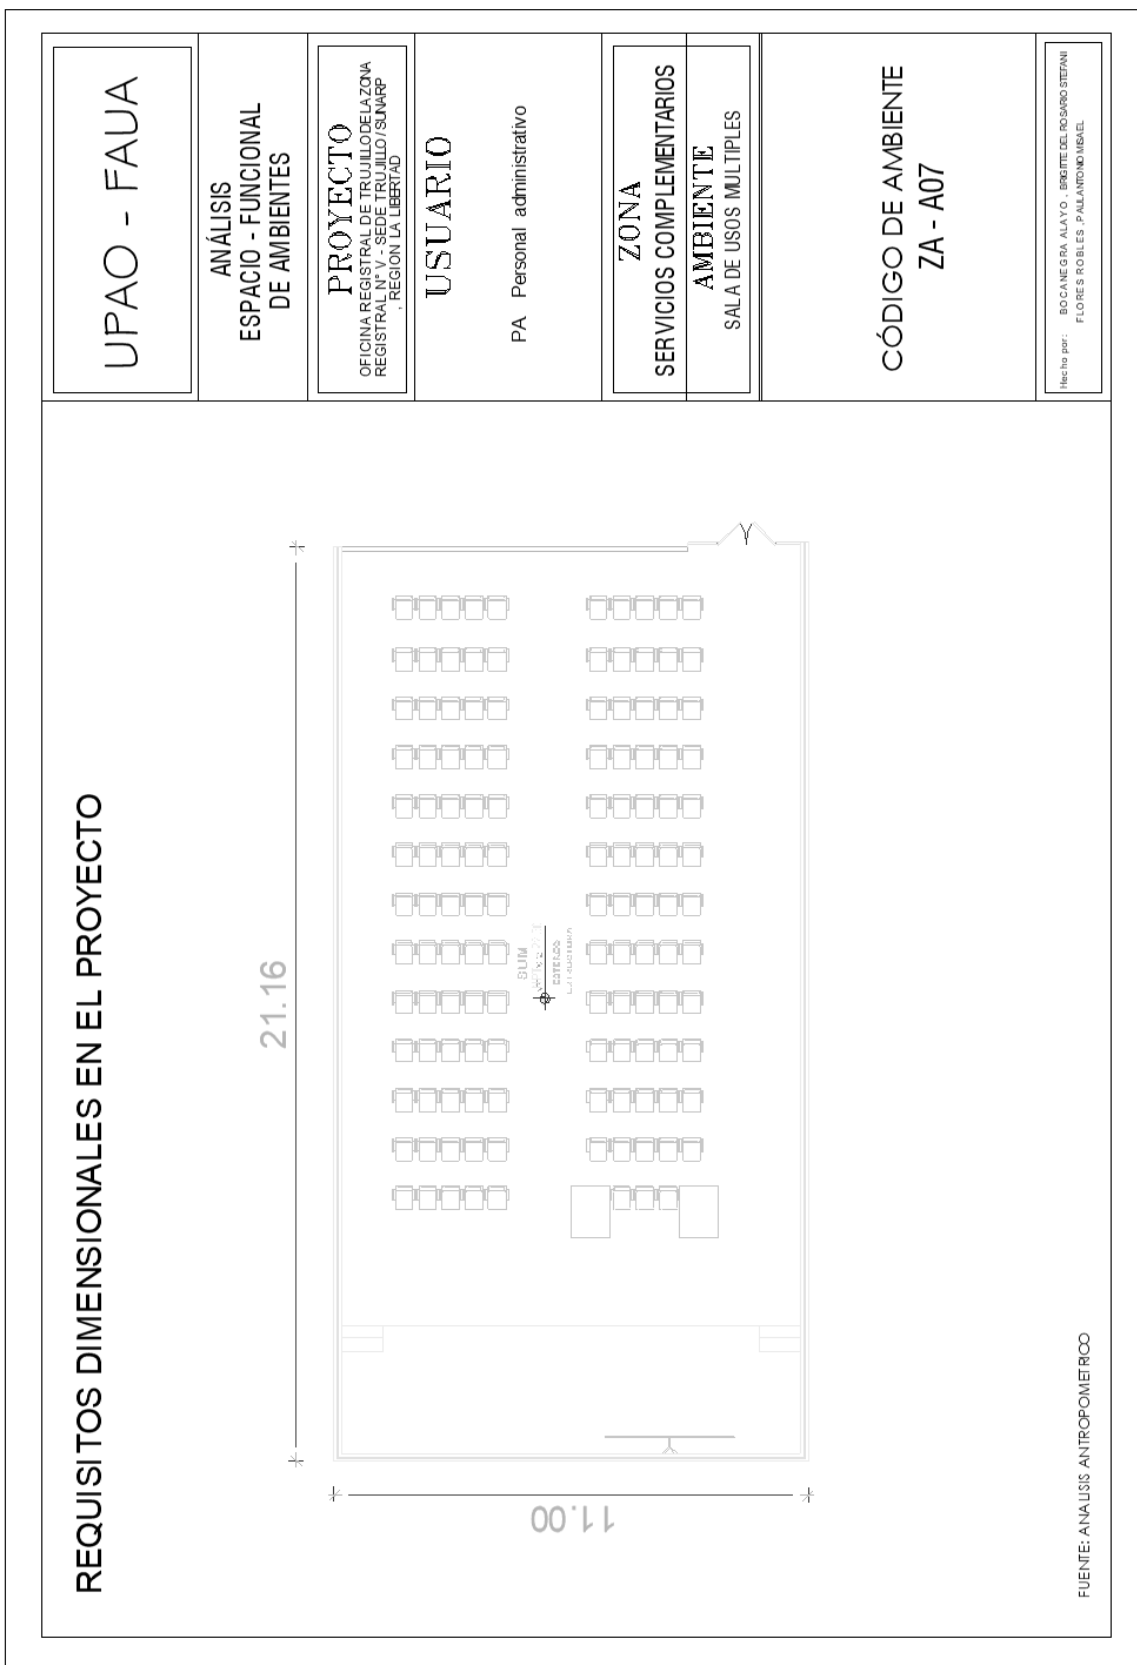 REQUISITOS DIMENSIONALES EN EL PROYECTO
21.16
11.00
SUM
FUENTE: ANALISIS ANTROPOMETRICO
UPAO - FAUA
ANÁLISIS
ESPACIO - FUNCIONAL
DE AMBIENTES
PROYECTO
OFICINA REGISTRAL DE TRUJILLO DE LA ZONA
REGISTRAL N° V - SEDE TRUJILLO / SUNARP
, REGION LA LIBERTAD
USUARIO
PA Personal administrativo
ZONA
SERVICIOS COMPLEMENTARIOS
AMBIENTE
SALA DE USOS MULTIPLES
CÓDIGO DE AMBIENTE
ZA - A07
Hecho por: BOCANEGRA ALAYO , BRIGITTE DEL ROSARIO STEFANI
FLORES ROBLES , PAUL ANTONIO MISAEL